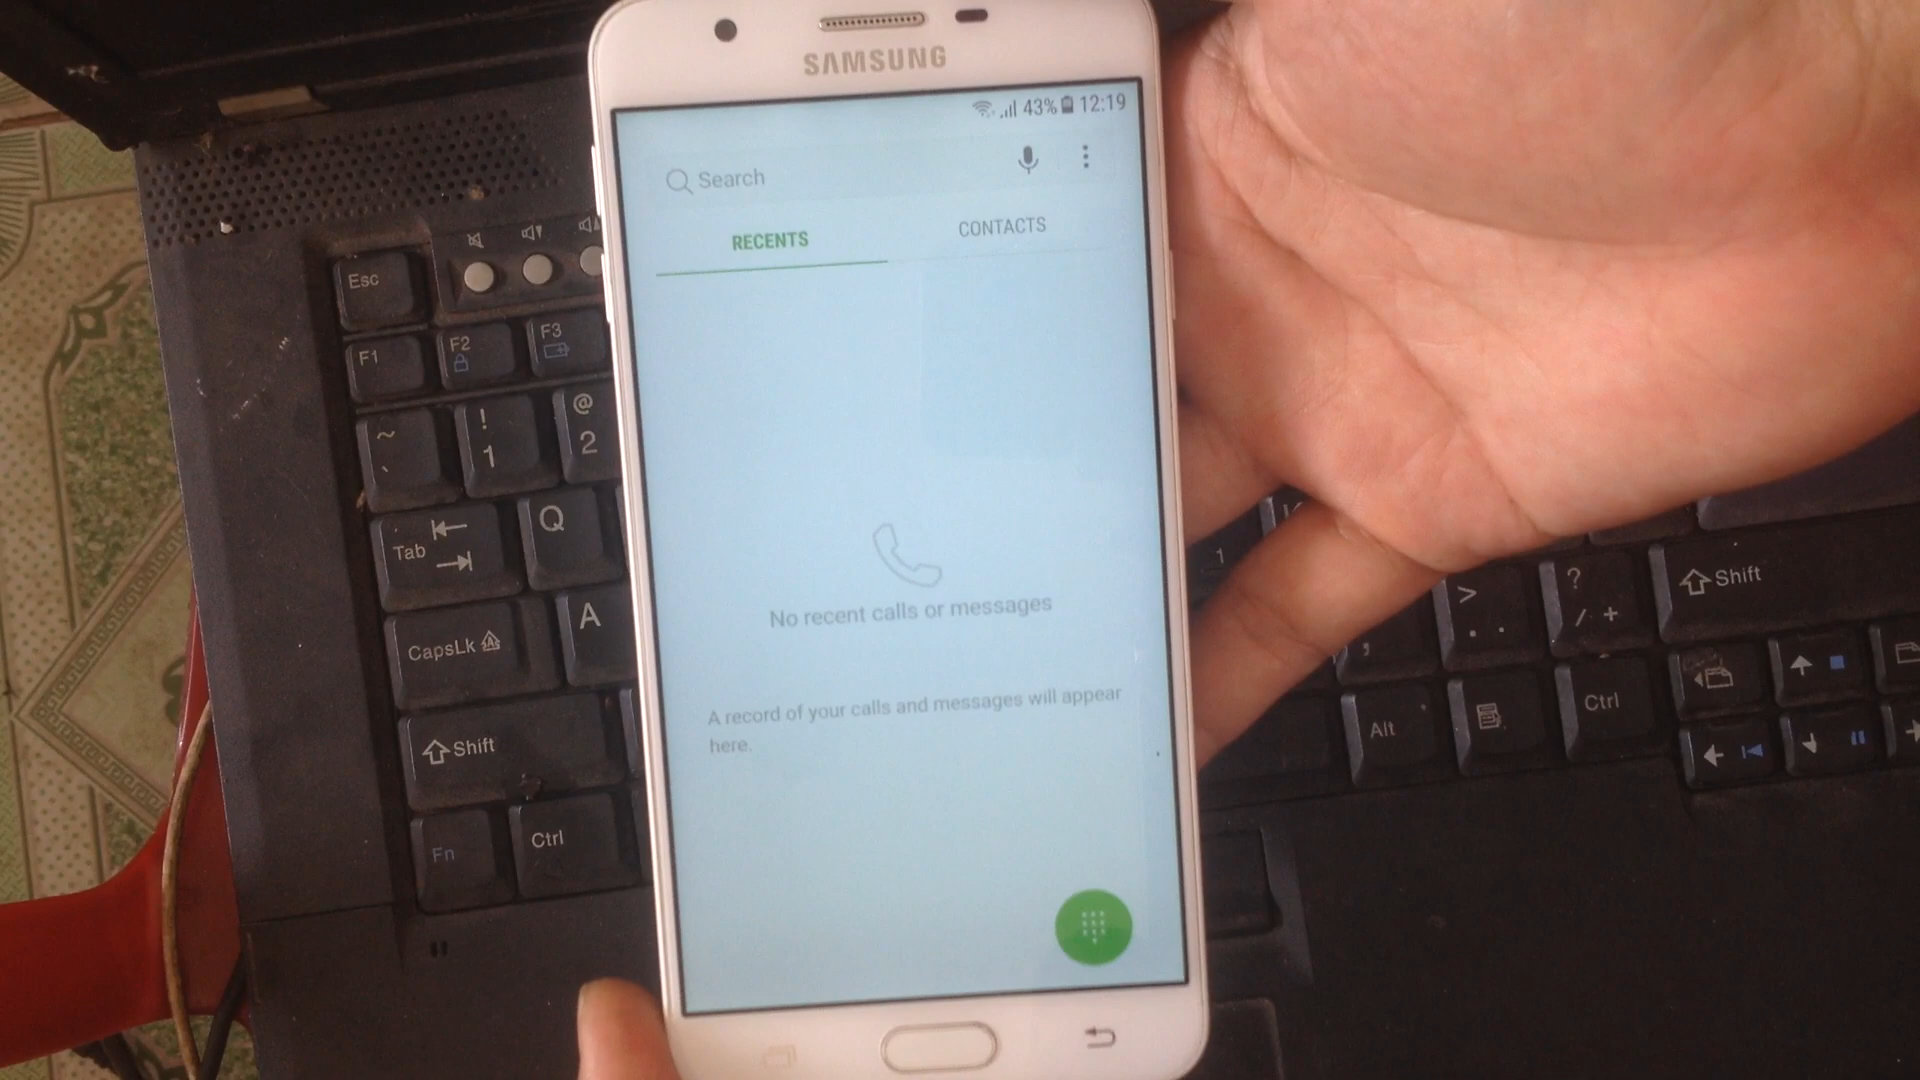 SAMSUNG
43% 12:19
Search
RECENTS CONTACTS
No recent calls or messages
A record of your calls and messages will appear
here.
Esc
F1 F2 F3
~ ! @
` 1 2
Tab Q
CapsLk A A
Shift
Fn Ctrl
1
> ?
, . . / +
Shift
Alt Ctrl